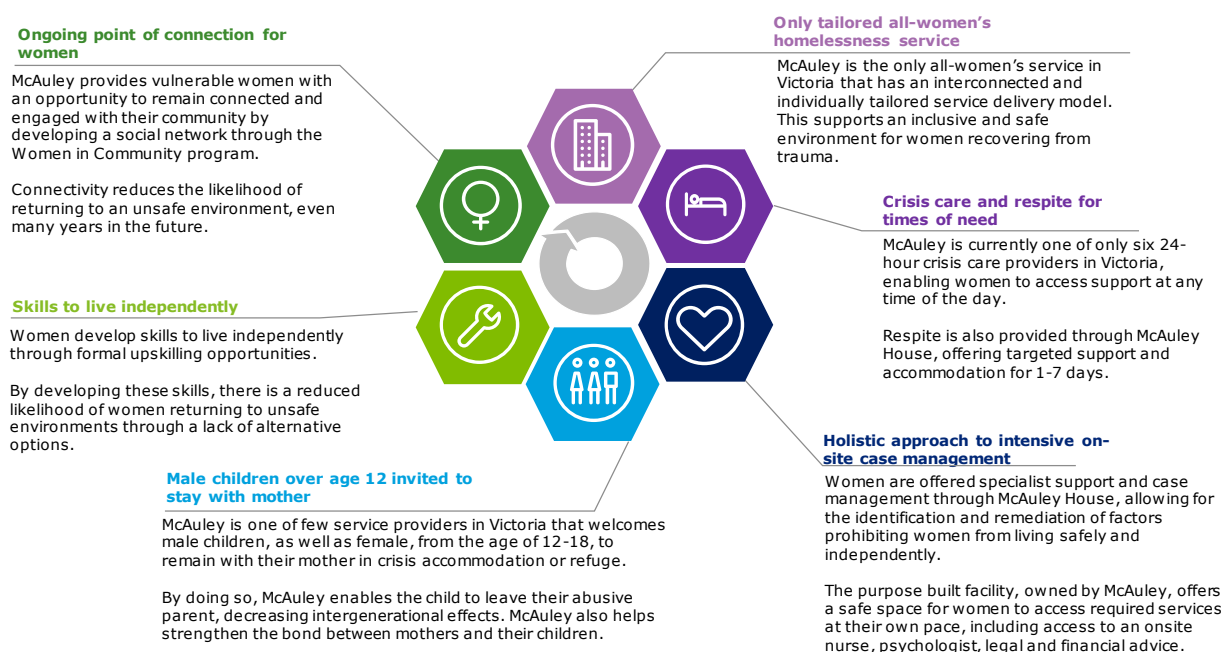 Ongoing point of connection for
women
McAuley provides vulnerable women with
an opportunity to remain connected and
engaged with their community by
developing a social network through the
Women in Community program.
Connectivity reduces the likelihood of
returning to an unsafe environment, even
many years in the future.
Only tailored all-women’s
homelessness service
McAuley is the only all-women’s service in
Victoria that has an interconnected and
individually tailored service delivery model.
This supports an inclusive and safe
environment for women recovering from
trauma.
Crisis care and respite for
times of need
McAuley is currently one of only six 24-
hour crisis care providers in Victoria,
enabling women to access support at any
time of the day.
Respite is also provided through McAuley
House, offering targeted support and
accommodation for 1-7 days.
Skills to live independently
Women develop skills to live independently
through formal upskilling opportunities.
By developing these skills, there is a reduced
likelihood of women returning to unsafe
environments through a lack of alternative
options.
Holistic approach to intensive on-
site case management
Women are offered specialist support and case
management through McAuley House, allowing for
the identification and remediation of factors
prohibiting women from living safely and
independently.
The purpose built facility, owned by McAuley, offers
a safe space for women to access required services
at their own pace, including access to an onsite
nurse, psychologist, legal and financial advice.
Male children over age 12 invited to
stay with mother
McAuley is one of few service providers in Victoria that welcomes
male children, as well as female, from the age of 12-18, to
remain with their mother in crisis accommodation or refuge.
By doing so, McAuley enables the child to leave their abusive
parent, decreasing intergenerational effects. McAuley also helps
strengthen the bond between mothers and their children.